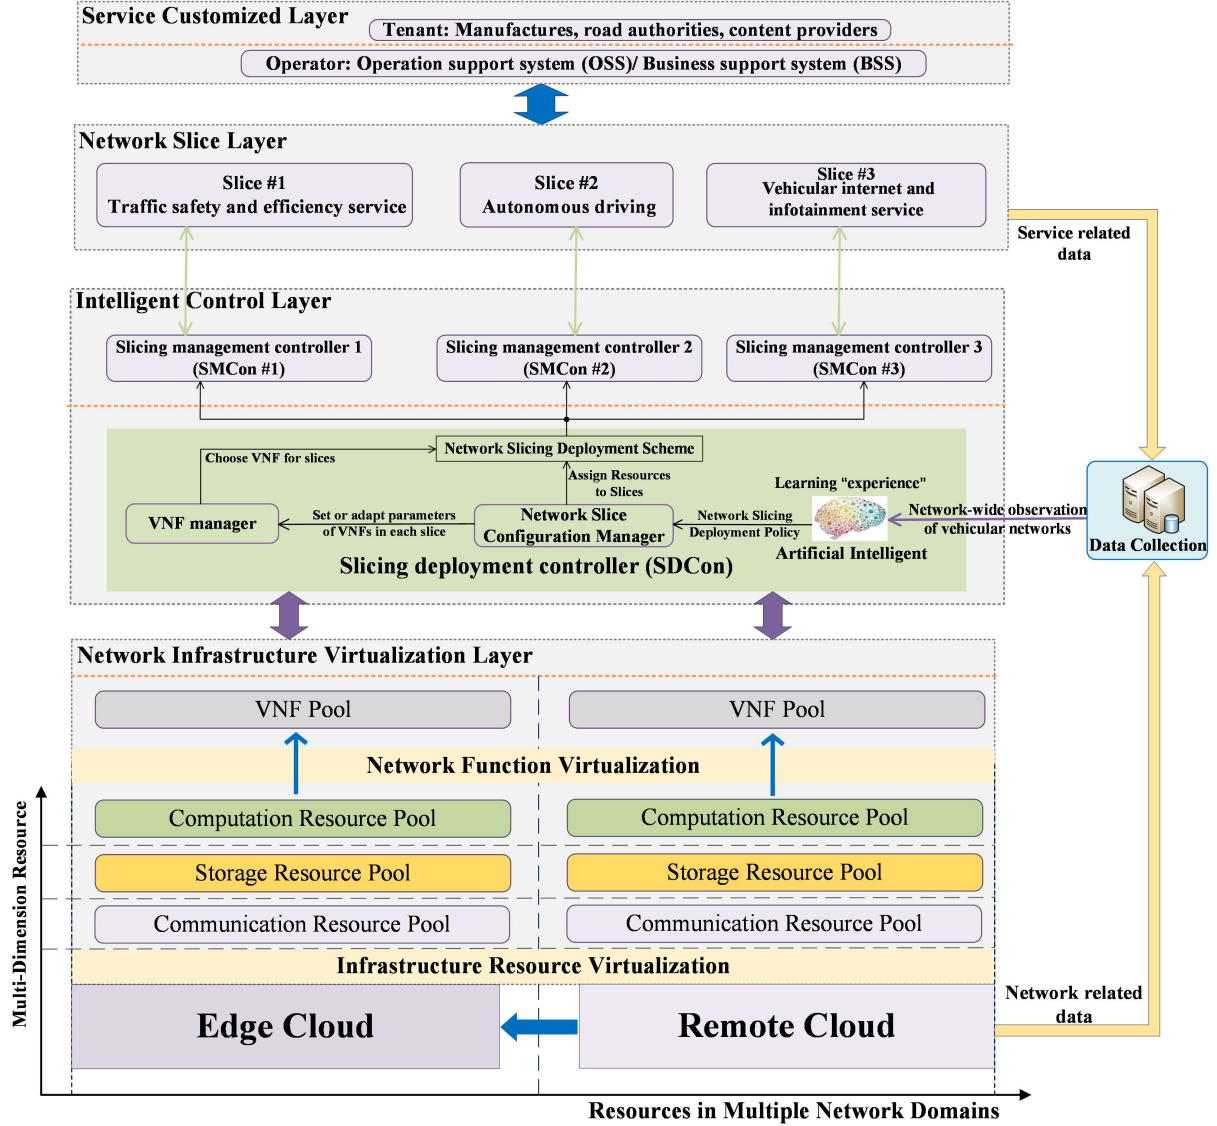 Service Customized Layer
Tenant: Manufactures, road authorities, content providers
Operator: Operation support system (OSS)/ Business support system (BSS)
Network Slice Layer
Slice #1
Traffic safety and efficiency service
Slice #2
Autonomous driving
Slice #3
Vehicular internet and
infotainment service
Service related
data
Intelligent Control Layer
Slicing management controller 1
(SMCon #1)
Slicing management controller 2
(SMCon #2)
Slicing management controller 3
(SMCon #3)
Network Slicing Deployment Scheme
Choose VNF for slices
Assign Resources
to Slices
Learning “experience”
VNF manager
Set or adapt parameters
of VNFs in each slice
Network Slice
Configuration Manager
Network Slicing
Deployment Policy
Artificial Intelligent
Network-wide observation
of vehicular networks
Data Collection
Slicing deployment controller (SDCon)
Network Infrastructure Virtualization Layer
VNF Pool
VNF Pool
Network Function Virtualization
Computation Resource Pool
Computation Resource Pool
Storage Resource Pool
Storage Resource Pool
Communication Resource Pool
Communication Resource Pool
Infrastructure Resource Virtualization
Edge Cloud
Remote Cloud
Network related
data
Multi-Dimension Resource
Resources in Multiple Network Domains